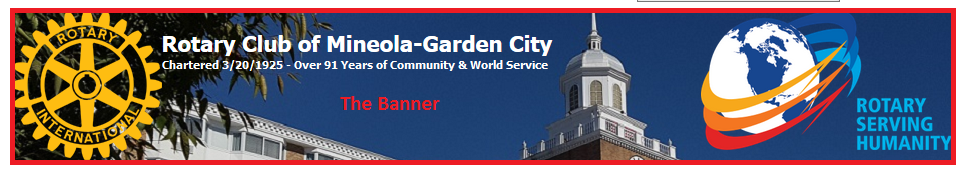 ROTARY
INTERNATIONAL
Rotary Club of Mineola-Garden City
Chartered 3/20/1925 - Over 91 Years of Community & World Service
The Banner
ROTARY
SERVING
HUMANITY